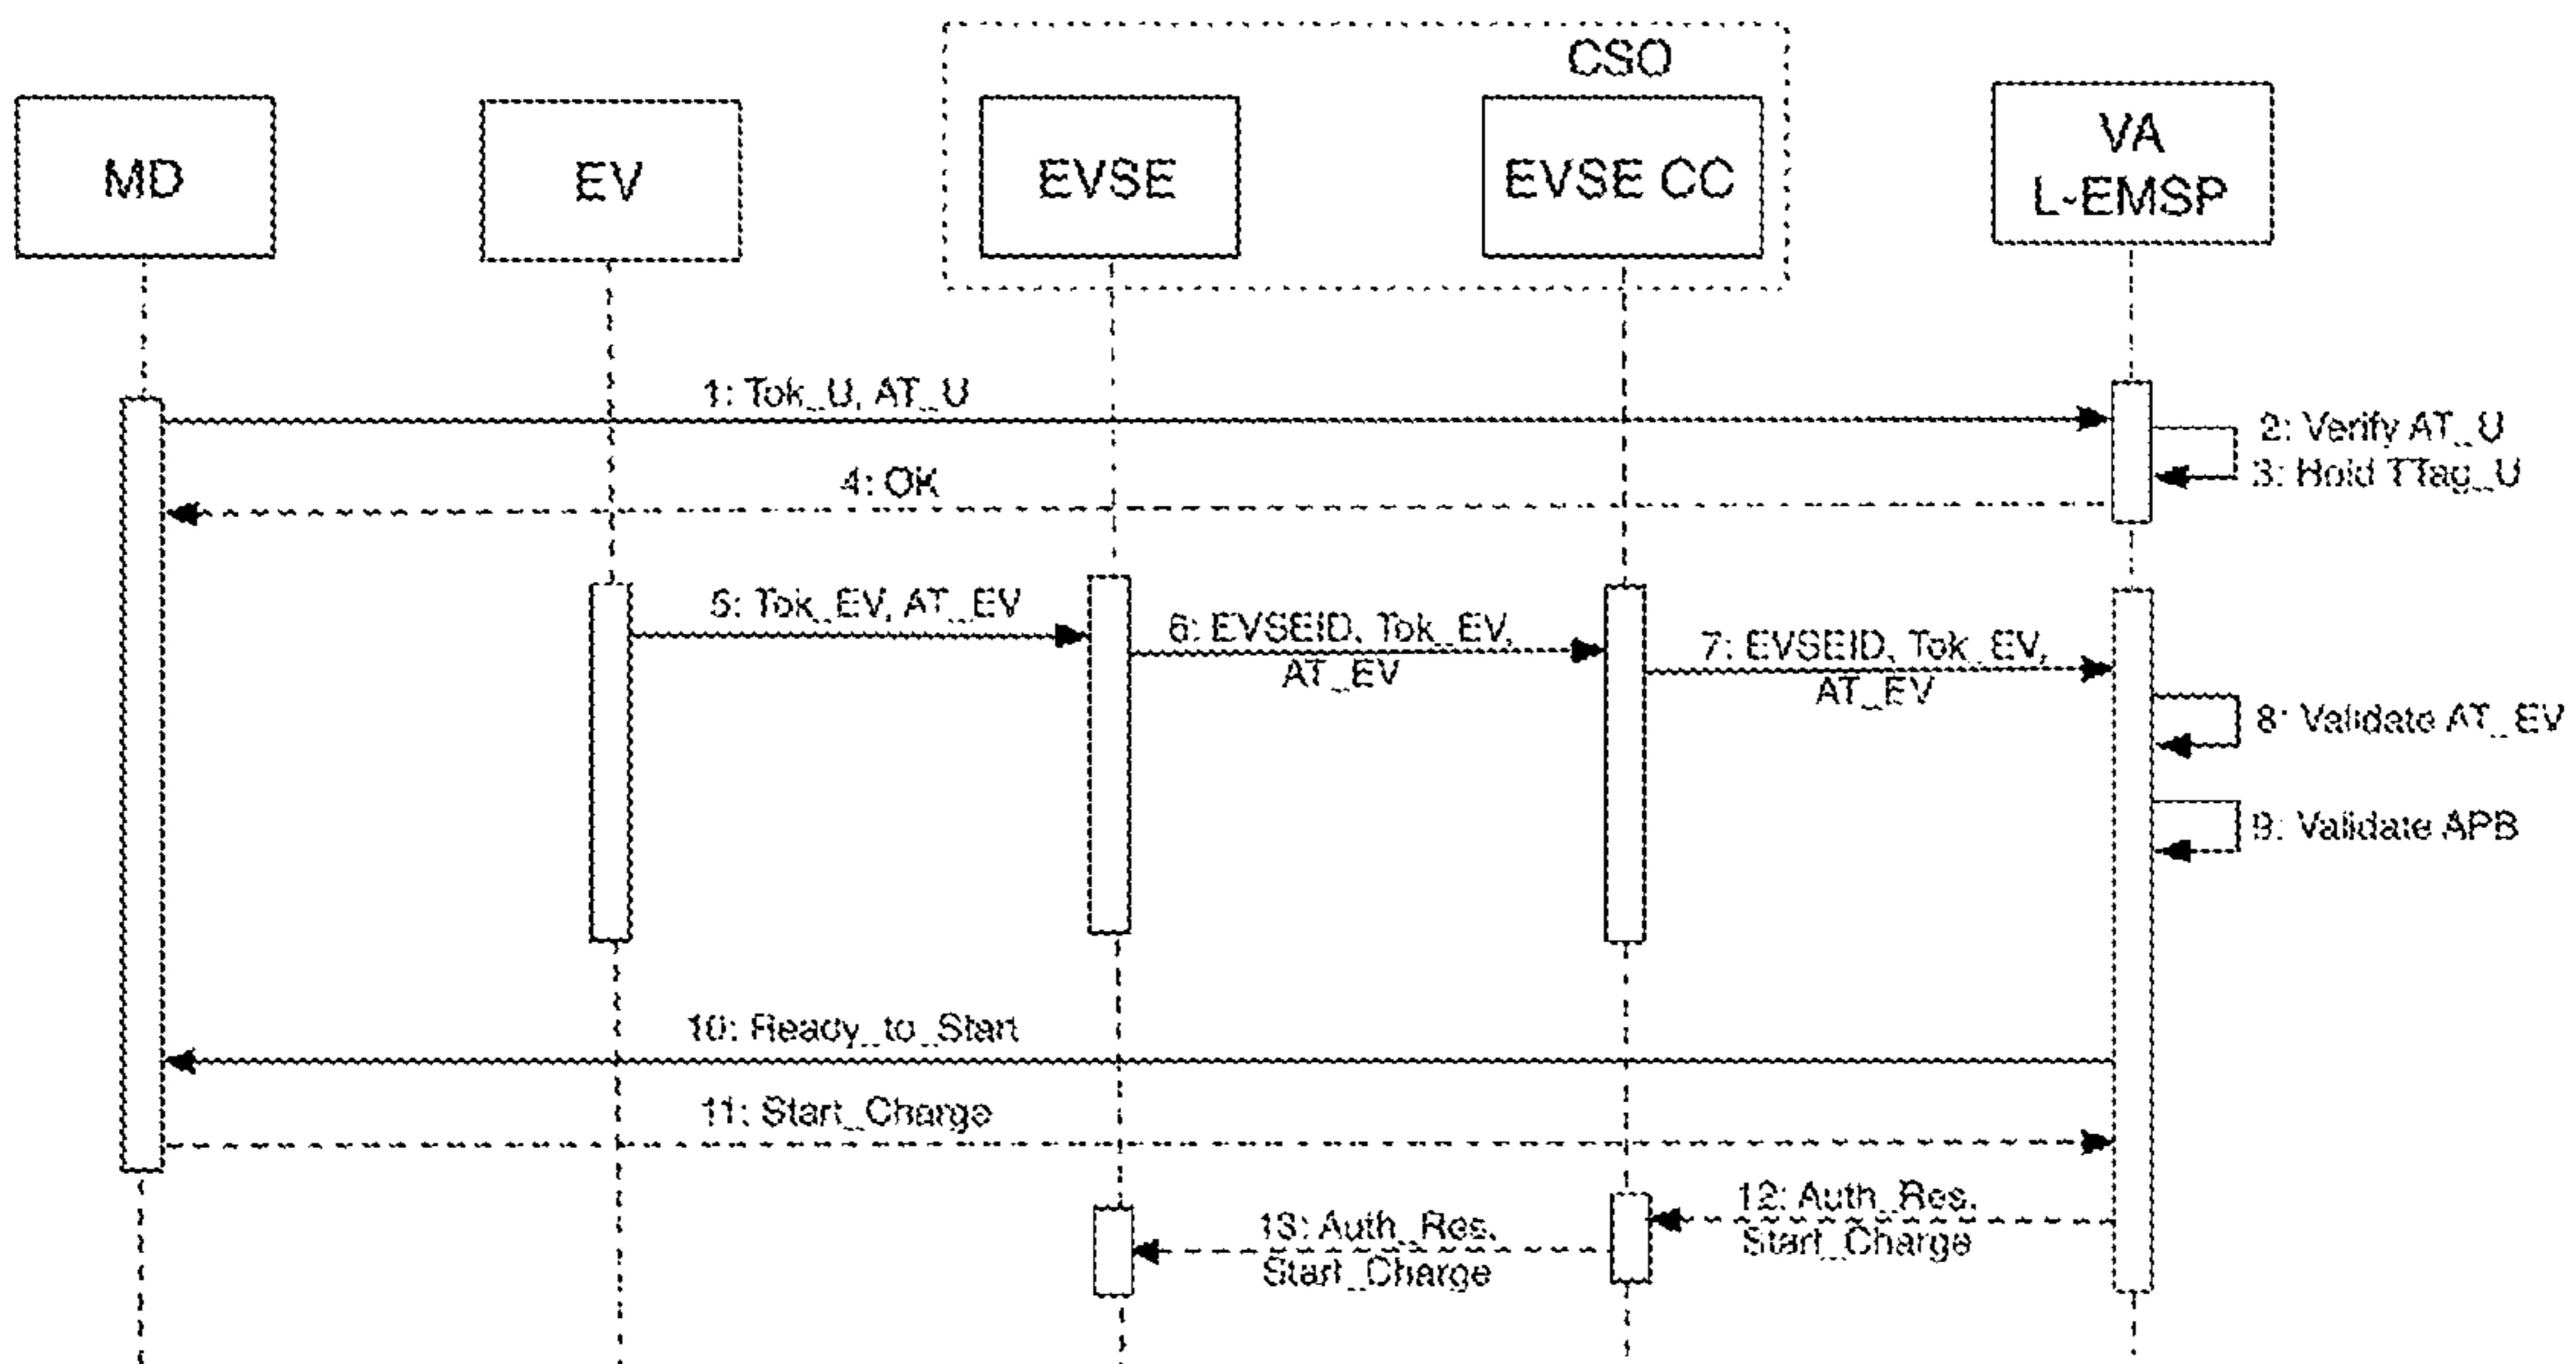 CSO
MD
EV
EVSE
EVSE CC
VA
L-EMSP
1: Tok_U, AT_U
2: Verify AT_U
3: Hold TTag_U
4: OK
5: Tok_EV, AT_EV
6: EVSEID, Tok_EV,
AT_EV
7: EVSEID, Tok_EV,
AT_EV
8: Validate AT_EV
9: Validate APB
10: Ready_to_Start
11: Start_Charge
12: Auth_Res,
Start_Charge
13: Auth_Res,
Start_Charge